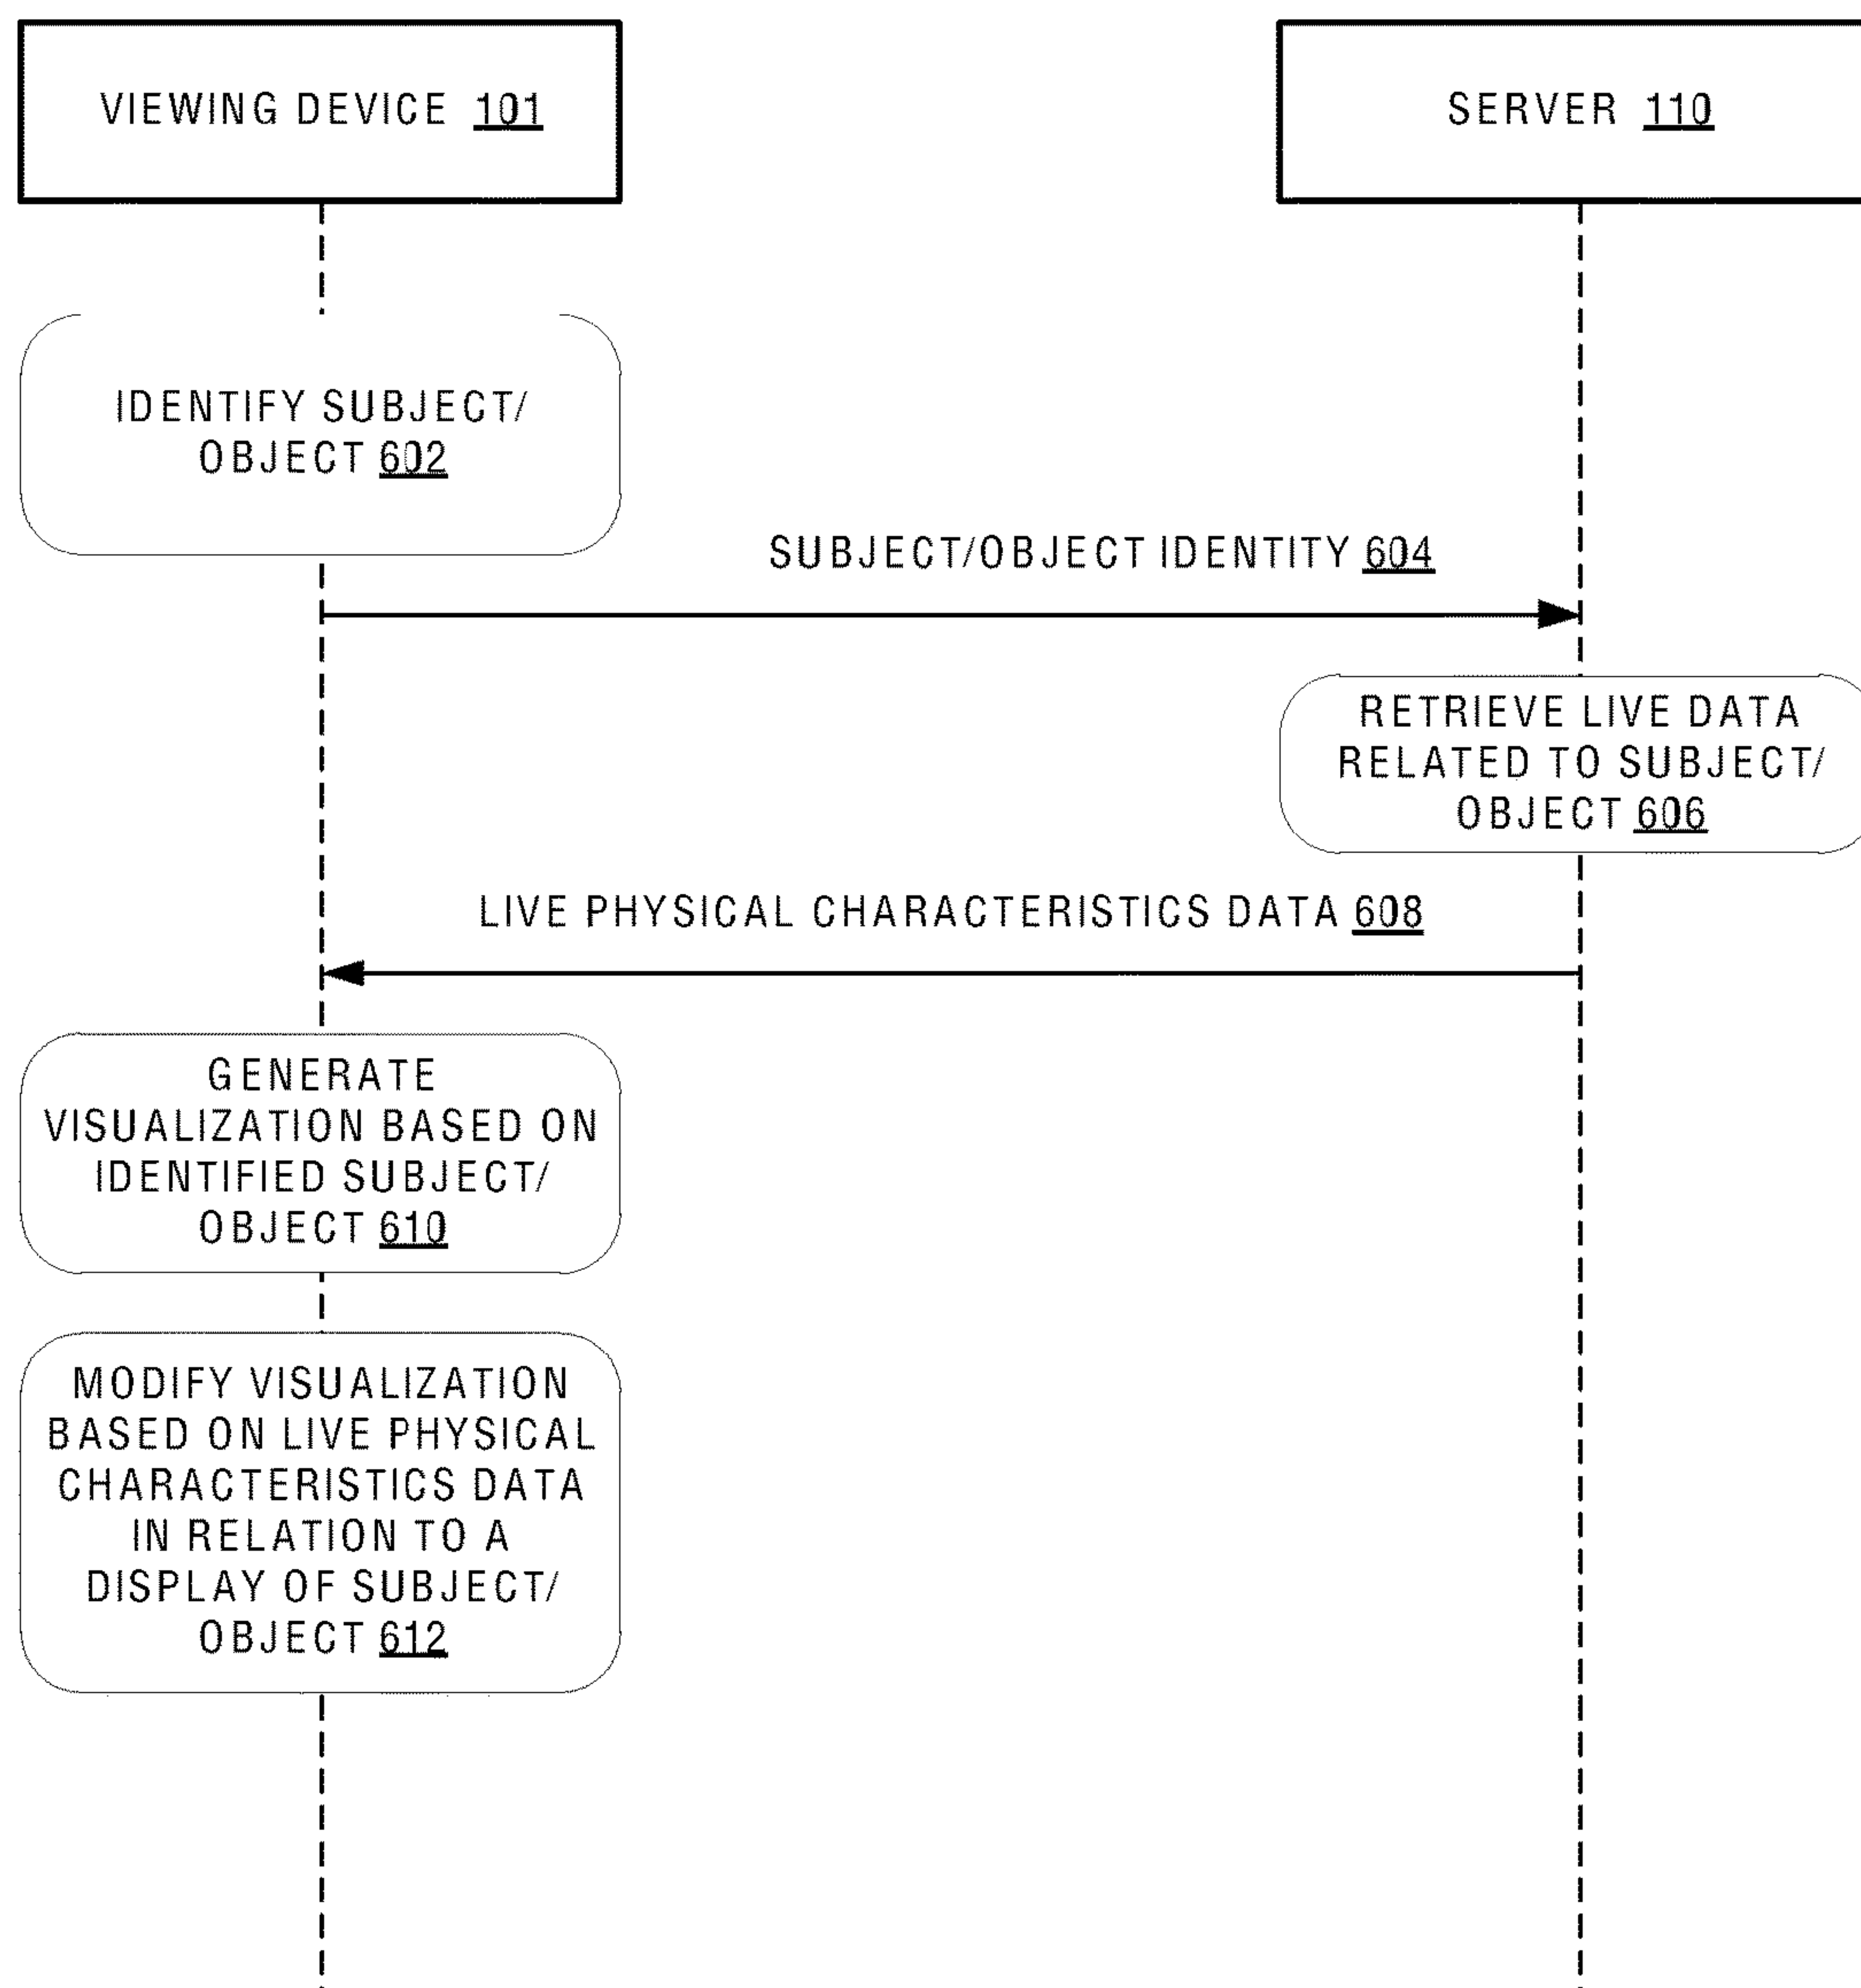 VIEWING DEVICE 101
SERVER 110
IDENTIFY SUBJECT/
OBJECT 602
SUBJECT/OBJECT IDENTITY 604
RETRIEVE LIVE DATA
RELATED TO SUBJECT/
OBJECT 606
LIVE PHYSICAL CHARACTERISTICS DATA 608
GENERATE
VISUALIZATION BASED ON
IDENTIFIED SUBJECT/
OBJECT 610
MODIFY VISUALIZATION
BASED ON LIVE PHYSICAL
CHARACTERISTICS DATA
IN RELATION TO A
DISPLAY OF SUBJECT/
OBJECT 612